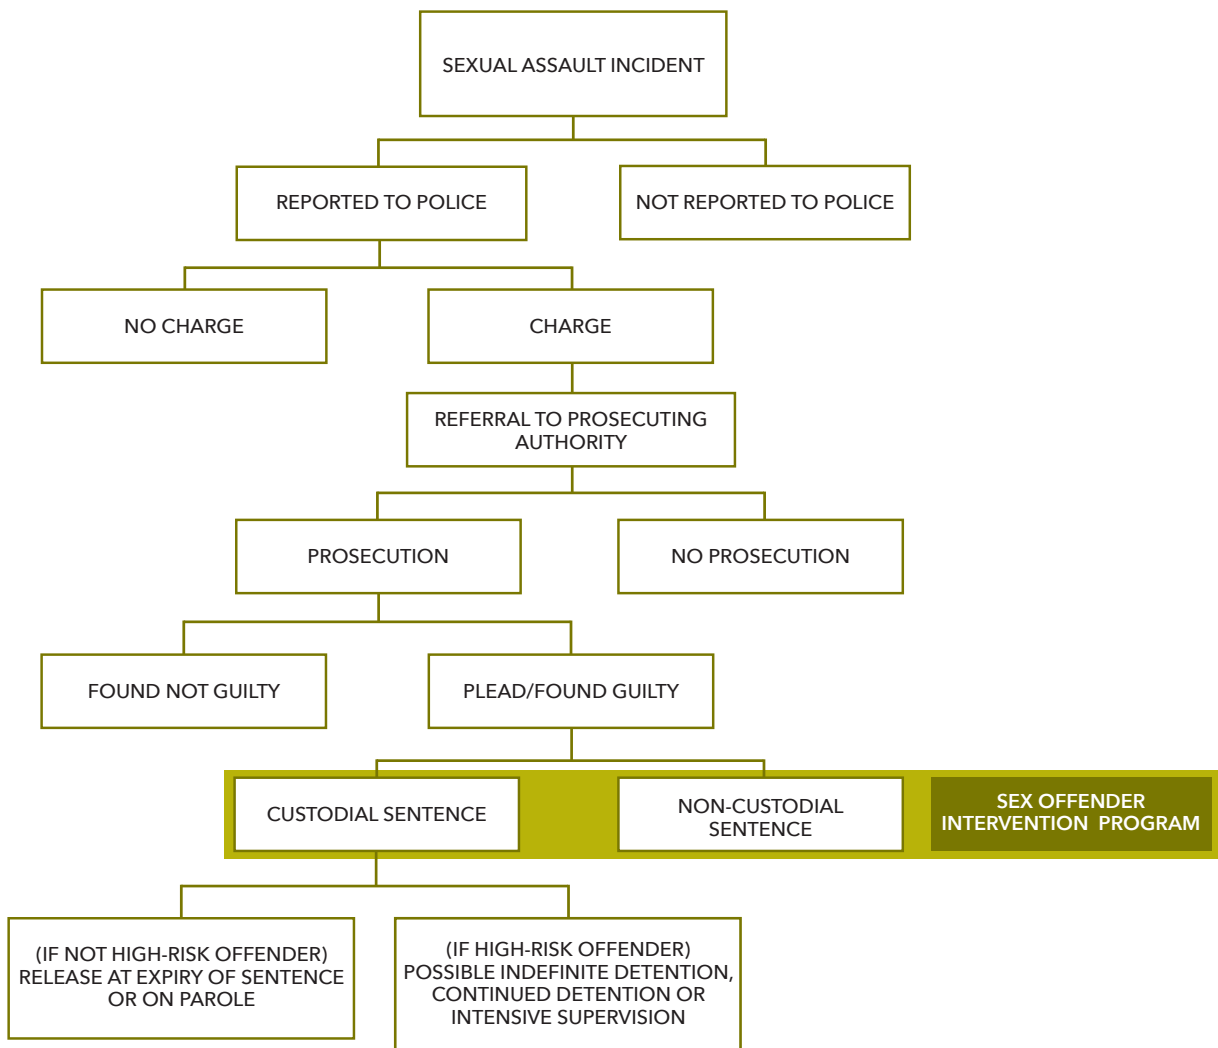 SEXUAL ASSAULT INCIDENT
REPORTED TO POLICE
NOT REPORTED TO POLICE
NO CHARGE
CHARGE
REFERRAL TO PROSECUTING
AUTHORITY
PROSECUTION
NO PROSECUTION
FOUND NOT GUILTY
PLEAD/FOUND GUILTY
CUSTODIAL SENTENCE
NON-CUSTODIAL
SENTENCE
SEX OFFENDER
INTERVENTION PROGRAM
(IF NOT HIGH-RISK OFFENDER)
RELEASE AT EXPIRY OF SENTENCE
OR ON PAROLE
(IF HIGH-RISK OFFENDER)
POSSIBLE INDEFINITE DETENTION,
CONTINUED DETENTION OR
INTENSIVE SUPERVISION